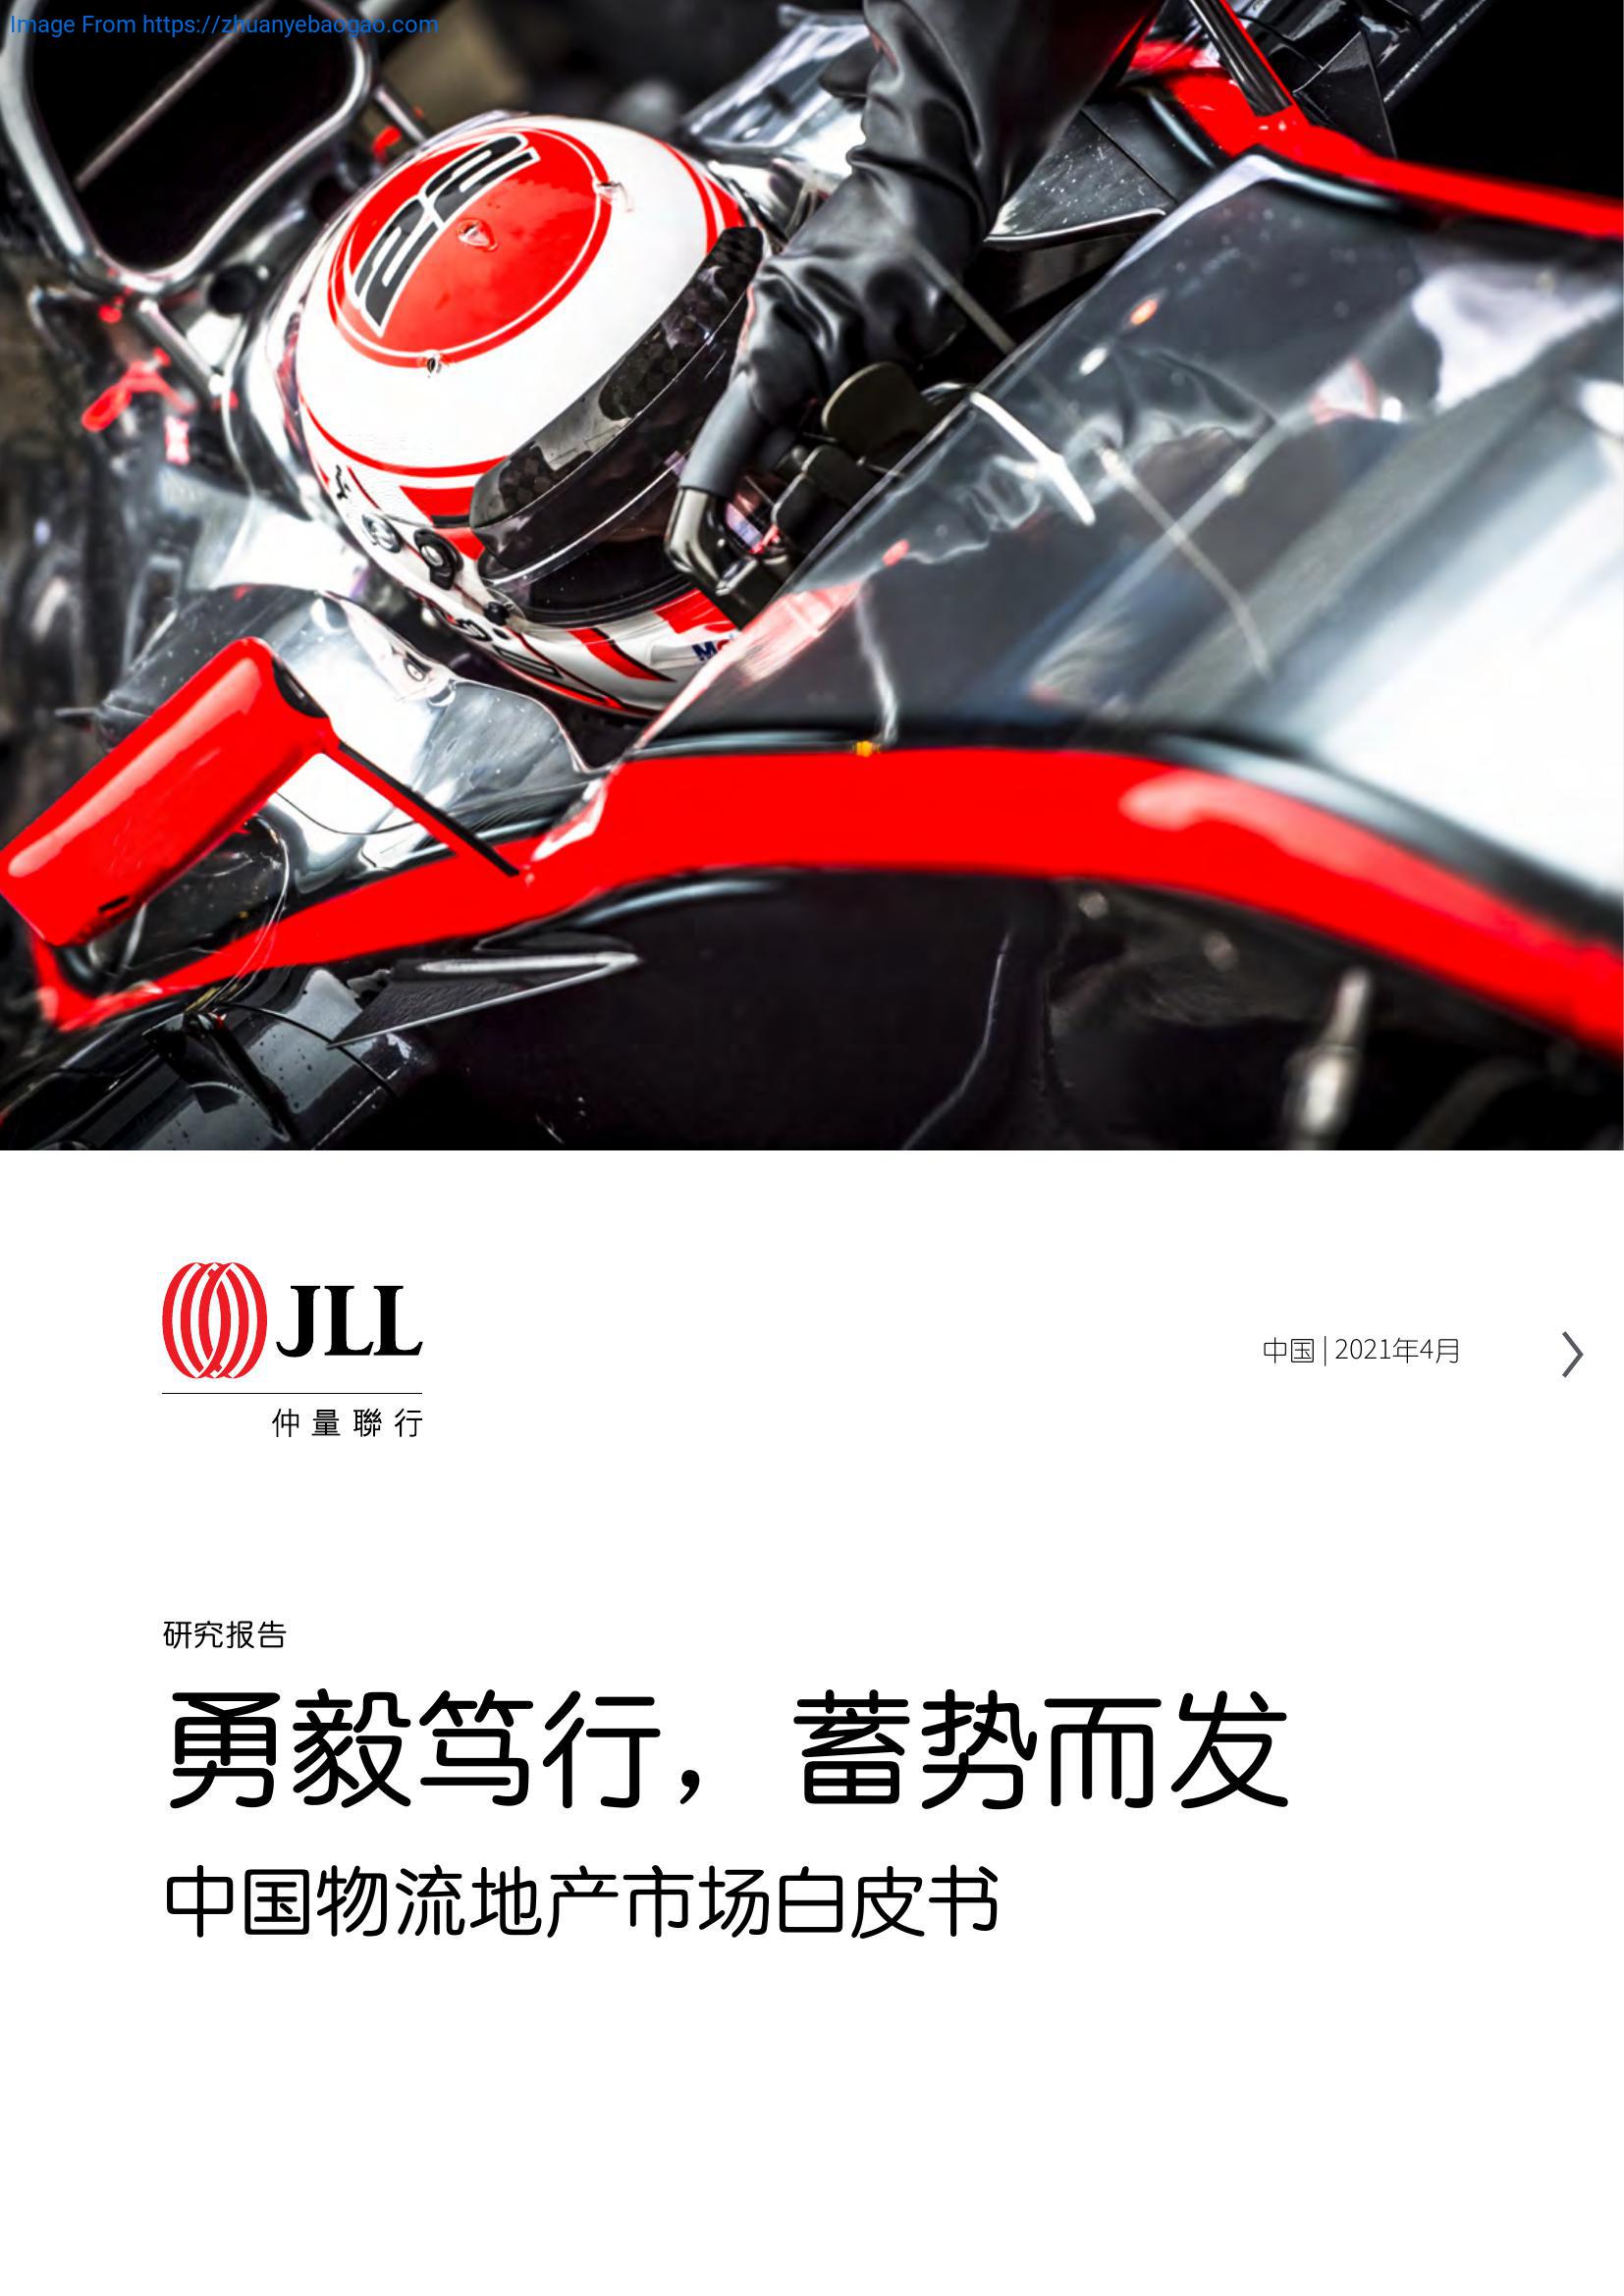 Image From https://zhuanyebaogao.com
22
JLL
仲量聯行
中国 | 2021年4月
研究报告
勇毅笃行，蓄势而发
中国物流地产市场白皮书